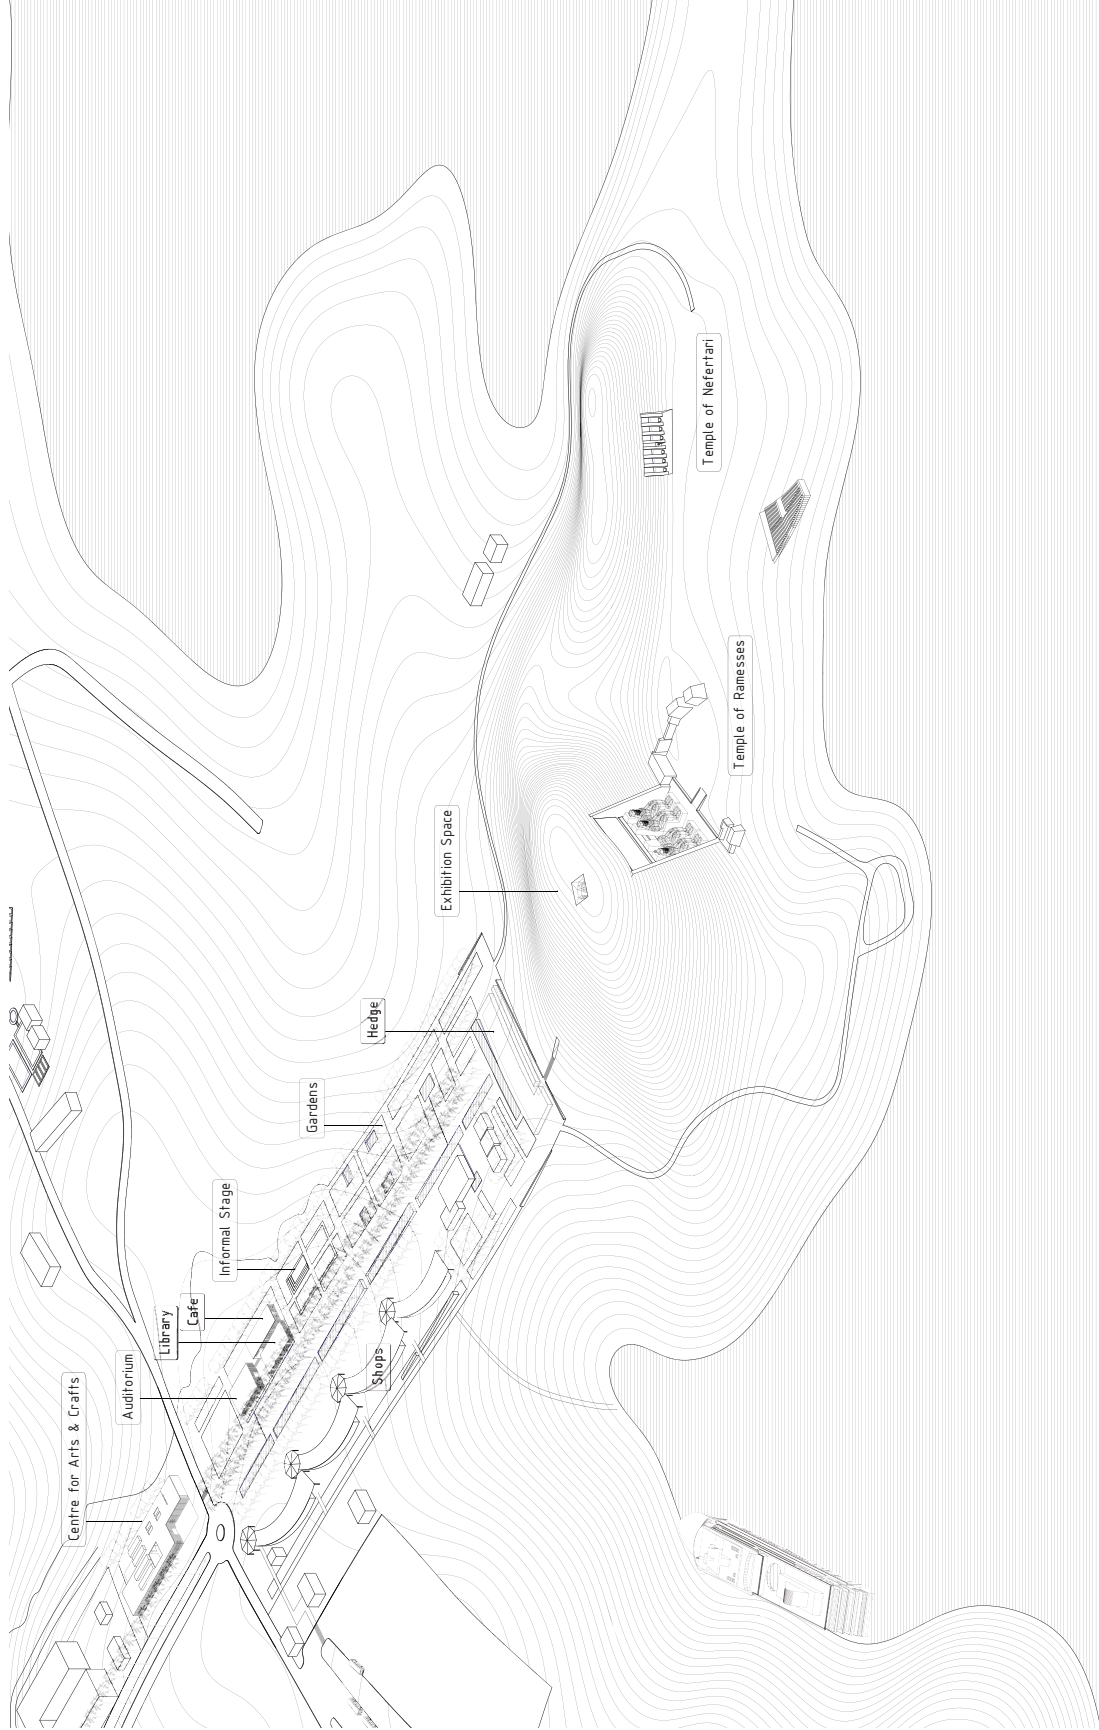 Centre for Arts & Crafts
Auditorium
Library
Cafe
Informal Stage
Gardens
Hedge
Exhibition Space
Shops
Temple of Ramesses
Temple of Nefertari